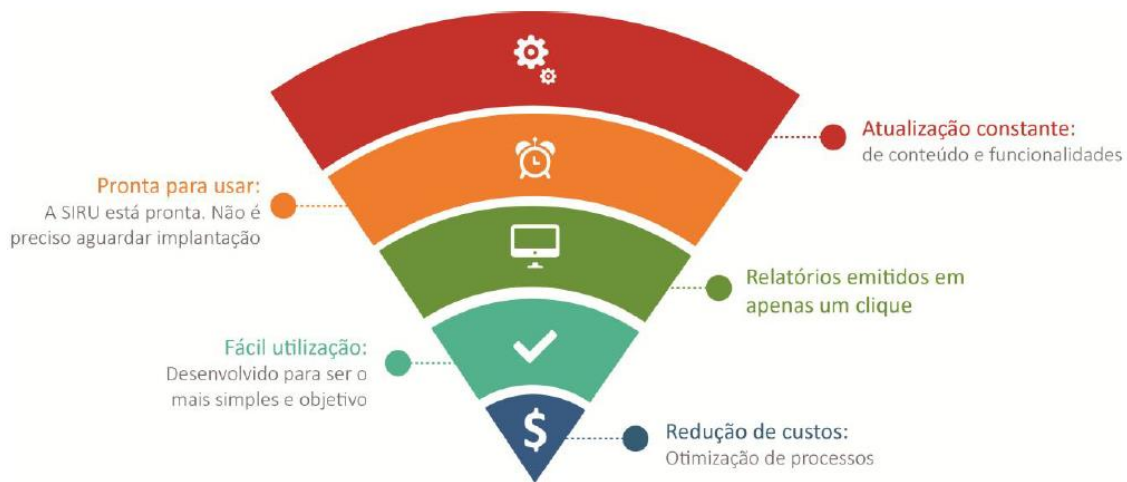 Atualização constante:
de conteúdo e funcionalidades
Pronta para usar:
A SIRU está pronta. Não é
preciso aguardar implantação
Relatórios emitidos em
apenas um clique
Fácil utilização:
Desenvolvido para ser o
mais simples e objetivo
$
Redução de custos:
Otimização de processos